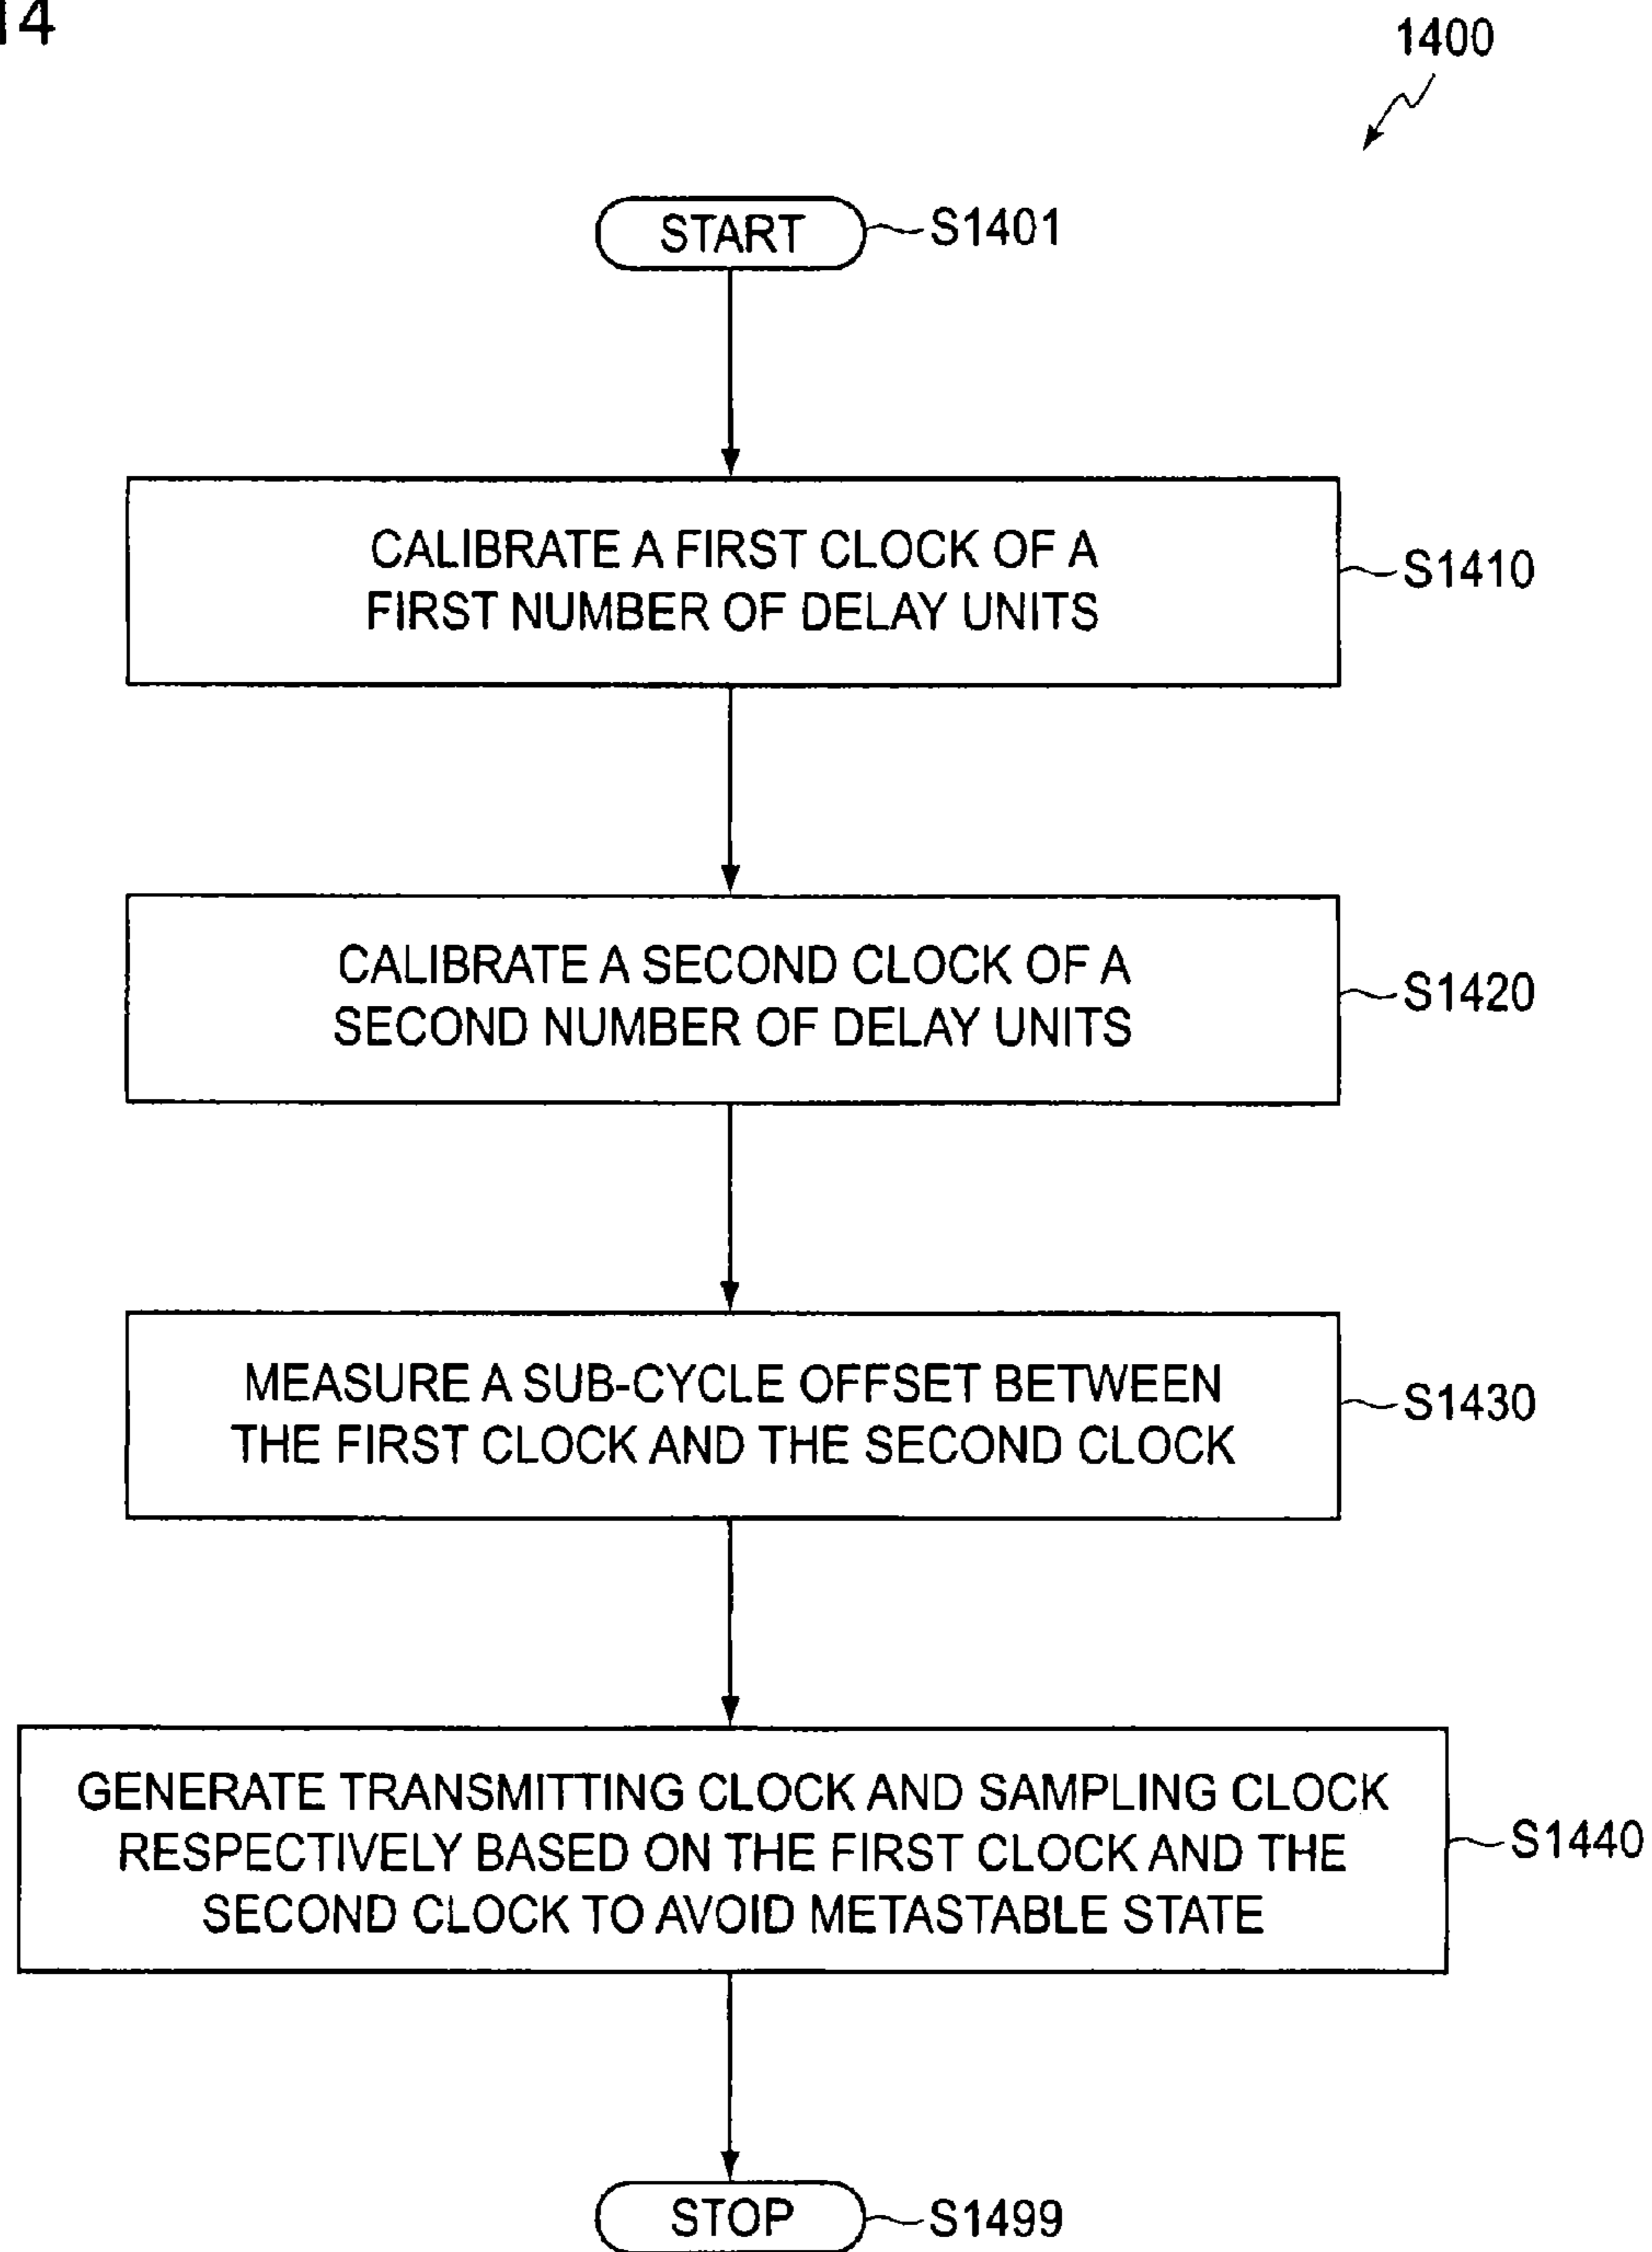 14
1400
START
S1401
CALIBRATE A FIRST CLOCK OF A
FIRST NUMBER OF DELAY UNITS
S1410
CALIBRATE A SECOND CLOCK OF A
SECOND NUMBER OF DELAY UNITS
S1420
MEASURE A SUB-CYCLE OFFSET BETWEEN
THE FIRST CLOCK AND THE SECOND CLOCK
S1430
GENERATE TRANSMITTING CLOCK AND SAMPLING CLOCK
RESPECTIVELY BASED ON THE FIRST CLOCK AND THE
SECOND CLOCK TO AVOID METASTABLE STATE
S1440
STOP
S1499